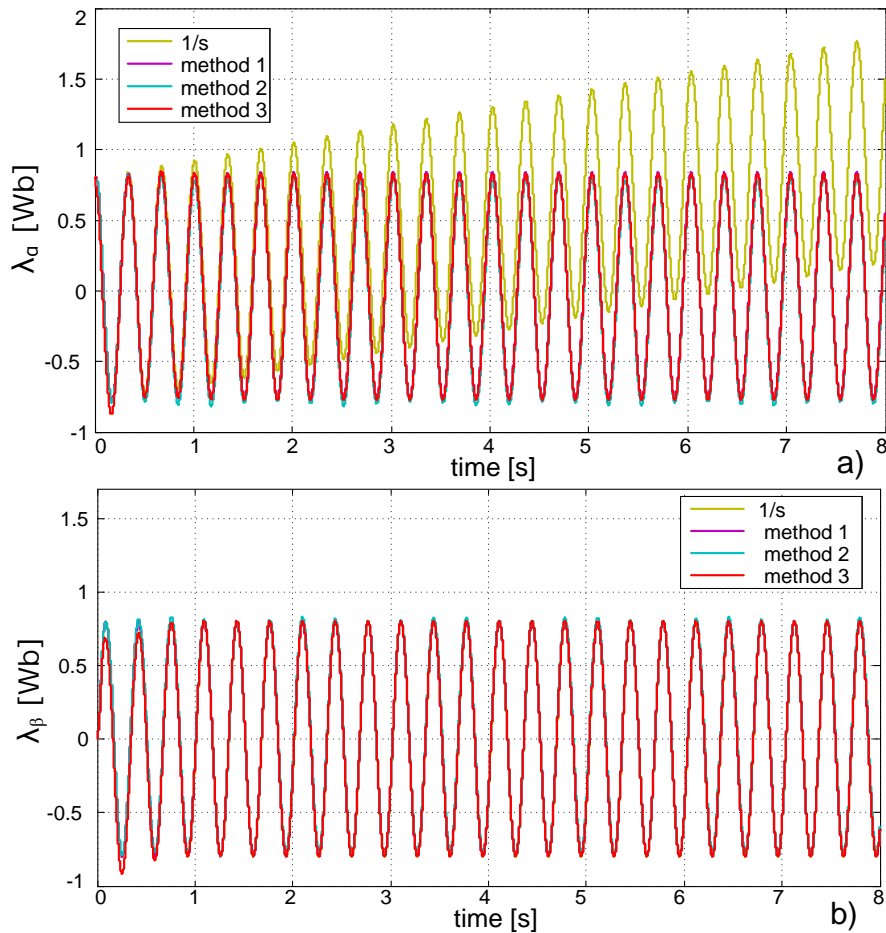 2
1.5
1
0.5
0
-0.5
-1
λα [Wb]
1/s
method 1
method 2
method 3
0 1 2 3 4 5 6 7 8
time [s]
a)
1.5
1
0.5
0
-0.5
-1
λβ [Wb]
1/s
method 1
method 2
method 3
0 1 2 3 4 5 6 7 8
time [s]
b)